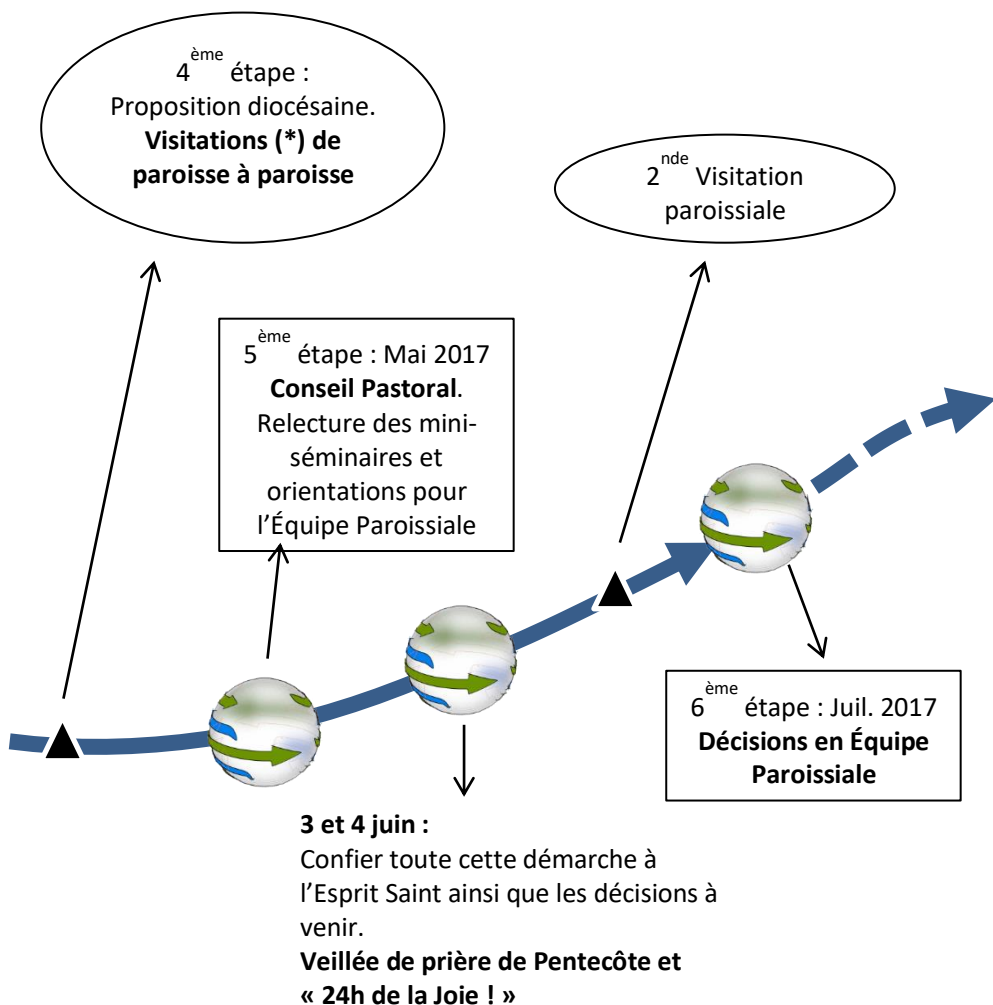 4ème étape :
Proposition diocésaine.
Visitations (*) de
paroisse à paroisse
2nde Visitation
paroissiale
5ème étape : Mai 2017
Conseil Pastoral.
Relecture des mini-
séminaires et
orientations pour
l’Équipe Paroissiale
6ème étape : Juil. 2017
Décisions en Équipe
Paroissiale
3 et 4 juin :
Confier toute cette démarche à
l’Esprit Saint ainsi que les décisions à
venir.
Veillée de prière de Pentecôte et
« 24h de la Joie ! »